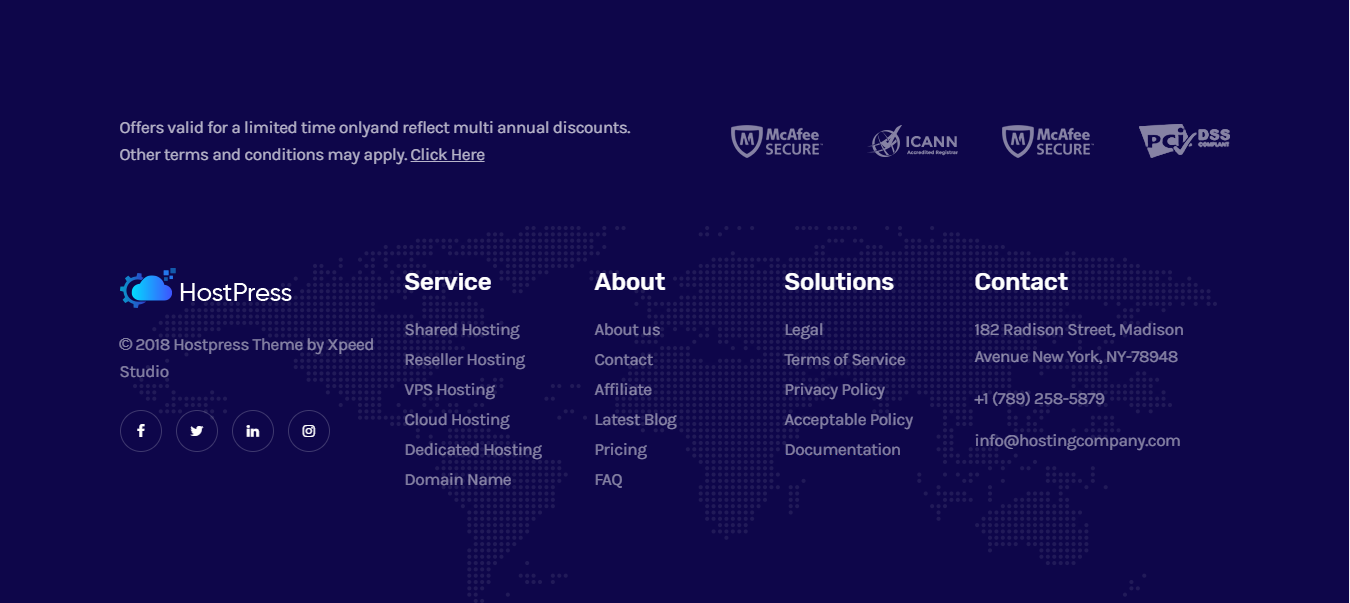 Offers valid for a limited time onlyand reflect multi annual discounts.
Other terms and conditions may apply. Click Here
McAfee
SECURE
ICANN
Accredited Registrar
McAfee
SECURE
PCI DSS
COMPLIANT
HostPress
© 2018 Hostpress Theme by Xpeed
Studio
Service
Shared Hosting
Reseller Hosting
VPS Hosting
Cloud Hosting
Dedicated Hosting
Domain Name
About
About us
Contact
Affiliate
Latest Blog
Pricing
FAQ
Solutions
Legal
Terms of Service
Privacy Policy
Acceptable Policy
Documentation
Contact
182 Radison Street, Madison
Avenue New York, NY-78948
+1 (789) 258-5879
info@hostingcompany.com